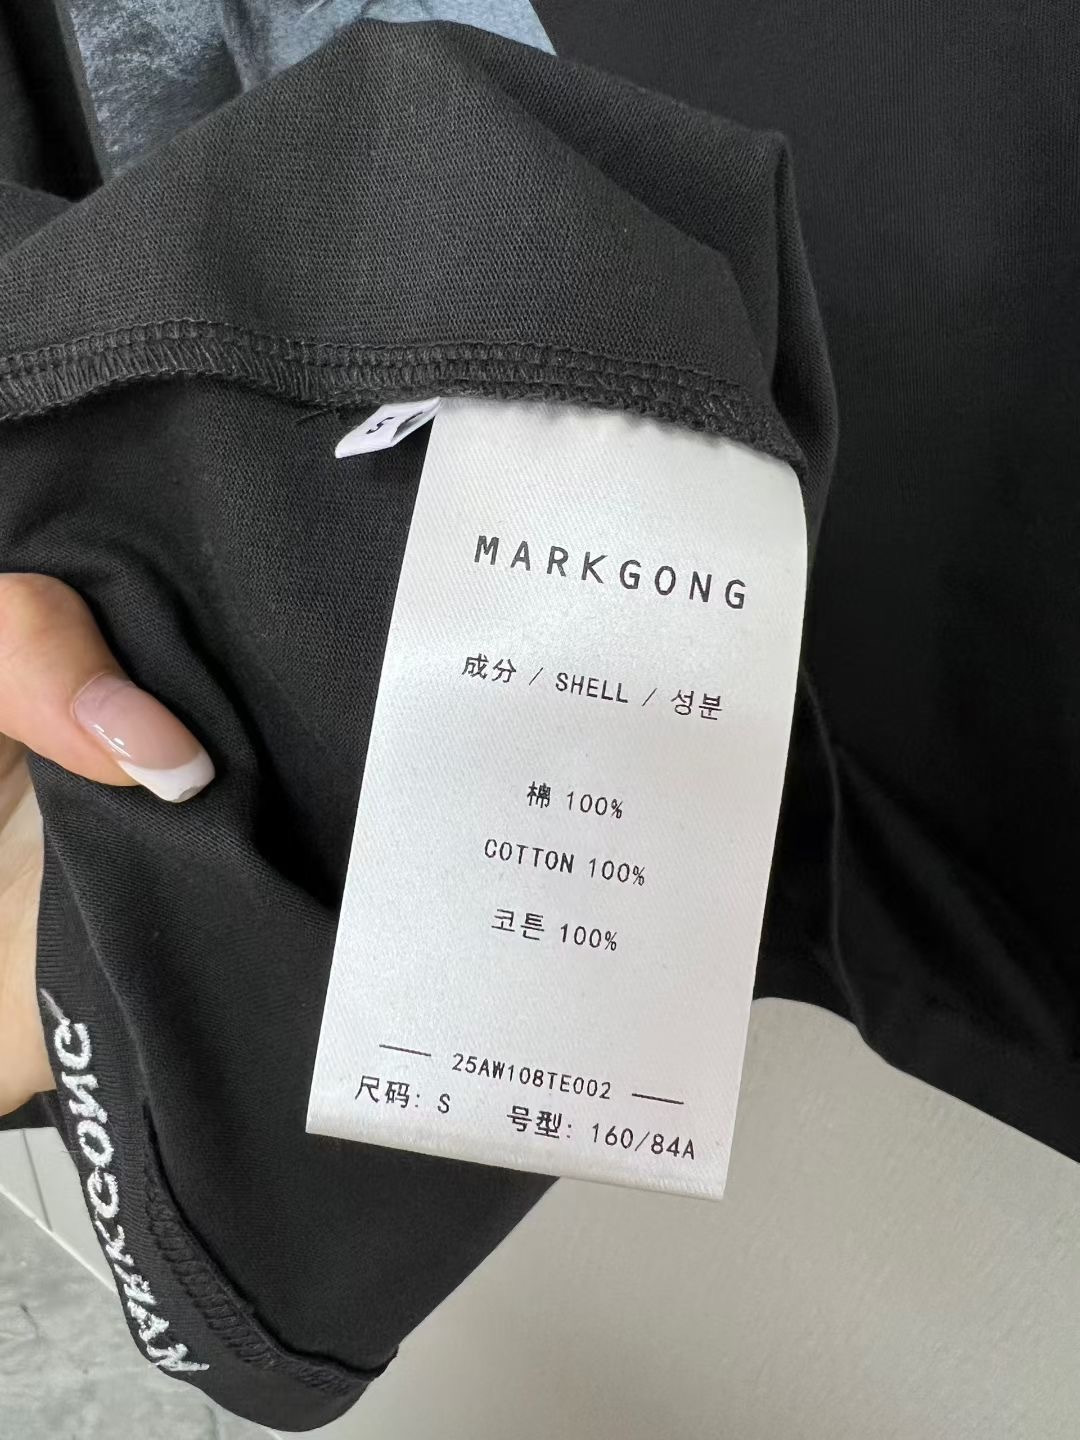 S
MARKGONG
成分 / SHELL / 성분
棉 100%
COTTON 100%
코튼 100%
25AW108TE002
尺码: S 号型: 160/84A
MARKGONG